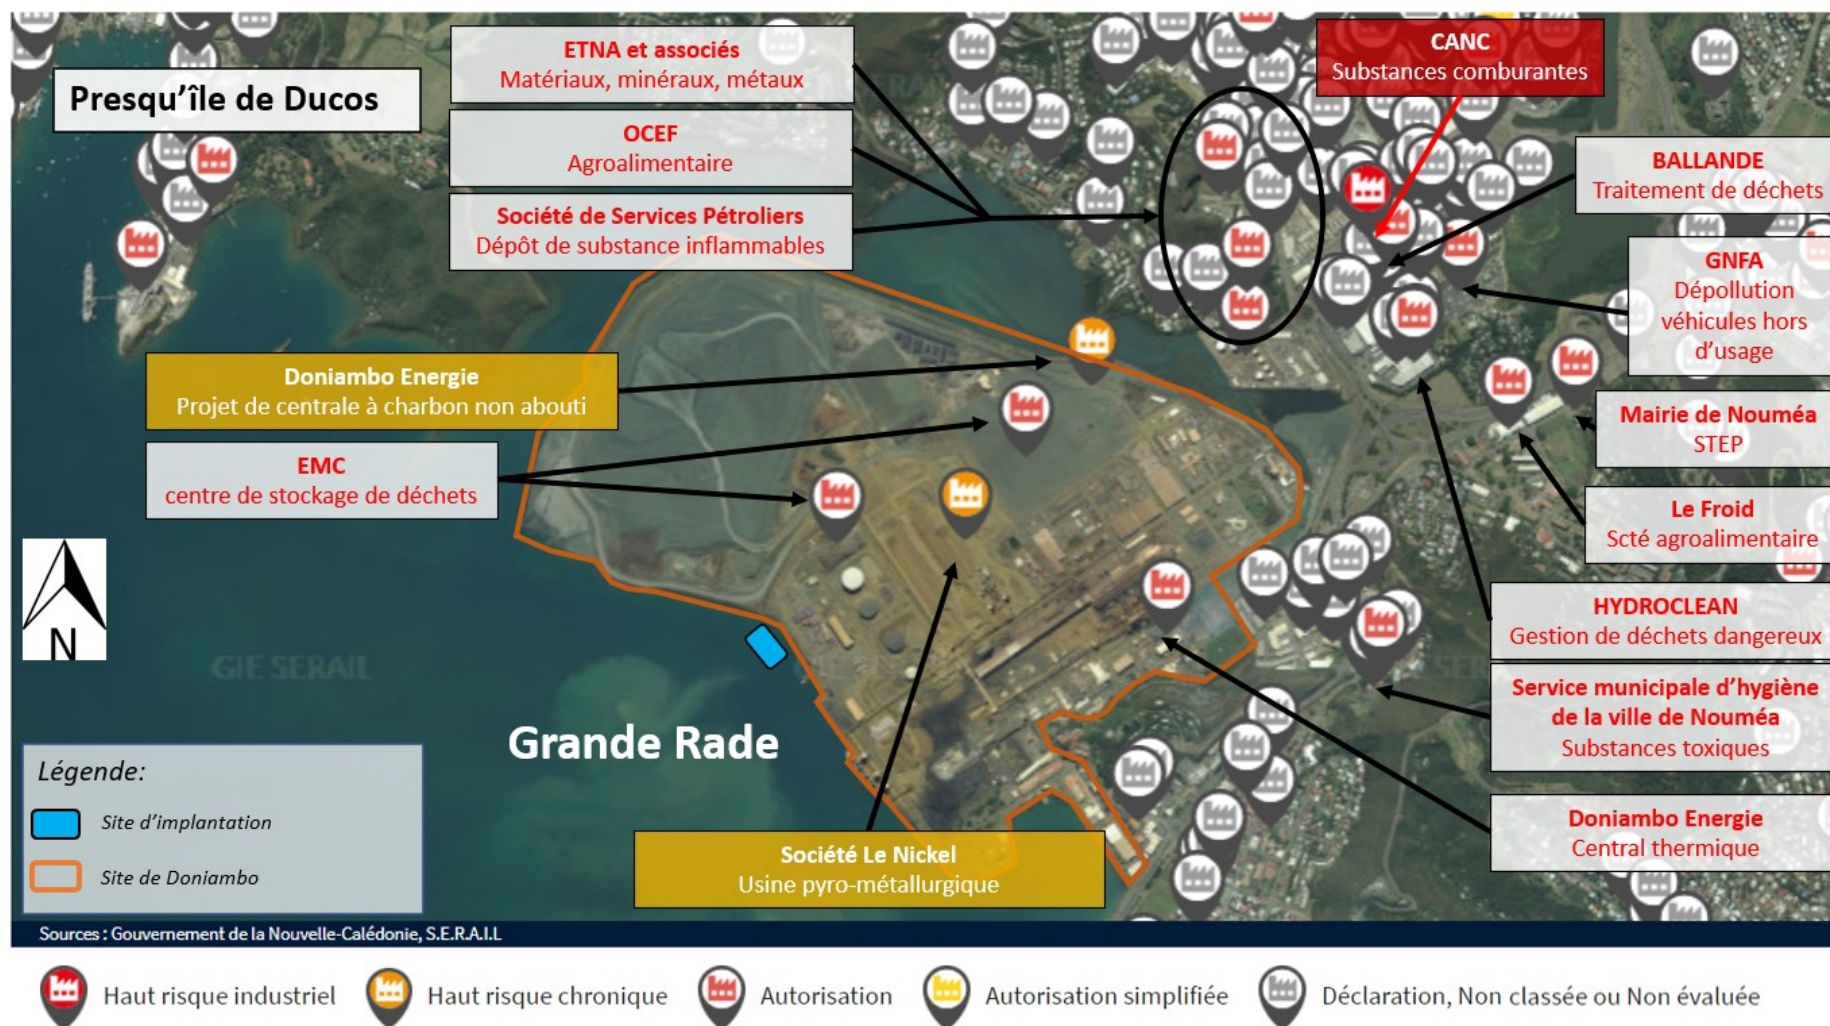 Presqu'île de Ducos
ETNA et associés
Matériaux, minéraux, métaux
OCEF
Agroalimentaire
Société de Services Pétroliers
Dépôt de substance inflammables
CANC
Substances comburantes
BALLANDE
Traitement de déchets
GNFA
Dépollution
véhicules hors
d'usage
Doniambo Energie
Projet de centrale à charbon non abouti
EMC
centre de stockage de déchets
Mairie de Nouméa
STEP
Le Froid
Scté agroalimentaire
HYDROCLEAN
Gestion de déchets dangereux
Service municipale d'hygiène
de la ville de Nouméa
Substances toxiques
Doniambo Energie
Central thermique
N
GIE SERAIL
Grande Rade
Société Le Nickel
Usine pyro-métallurgique
Légende:
Site d'implantation
Site de Doniambo
Sources : Gouvernement de la Nouvelle-Calédonie, S.E.R.A.I.L
Haut risque industriel
Haut risque chronique
Autorisation
Autorisation simplifiée
Déclaration, Non classée ou Non évaluée